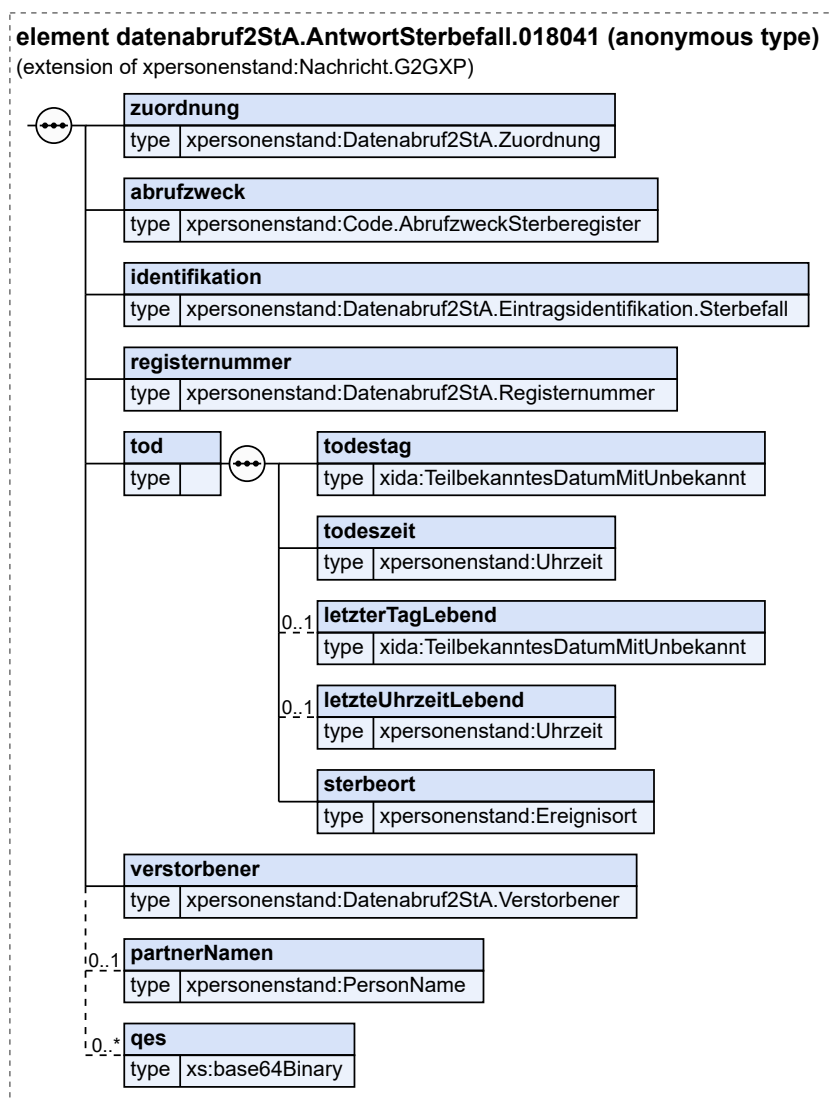 element datenabruf2StA.AntwortSterbefall.018041 (anonymous type)
(extension of xpersonenstand:Nachricht.G2GXP)
zuordnung
type xpersonenstand:Datenabruf2StA.Zuordnung
abrufzweck
type xpersonenstand:Code.AbrufzweckSterberegister
identifikation
type xpersonenstand:Datenabruf2StA.Eintragsidentifikation.Sterbefall
registernummer
type xpersonenstand:Datenabruf2StA.Registernummer
tod
type
todestag
type xida:TeilbekanntesDatumMitUnbekannt
todeszeit
type xpersonenstand:Uhrzeit
0..1 letzterTagLebend
type xida:TeilbekanntesDatumMitUnbekannt
0..1 letzteUhrzeitLebend
type xpersonenstand:Uhrzeit
sterbeort
type xpersonenstand:Ereignisort
verstorbener
type xpersonenstand:Datenabruf2StA.Verstorbener
0..1 partnerNamen
type xpersonenstand:PersonName
0..* qes
type xs:base64Binary